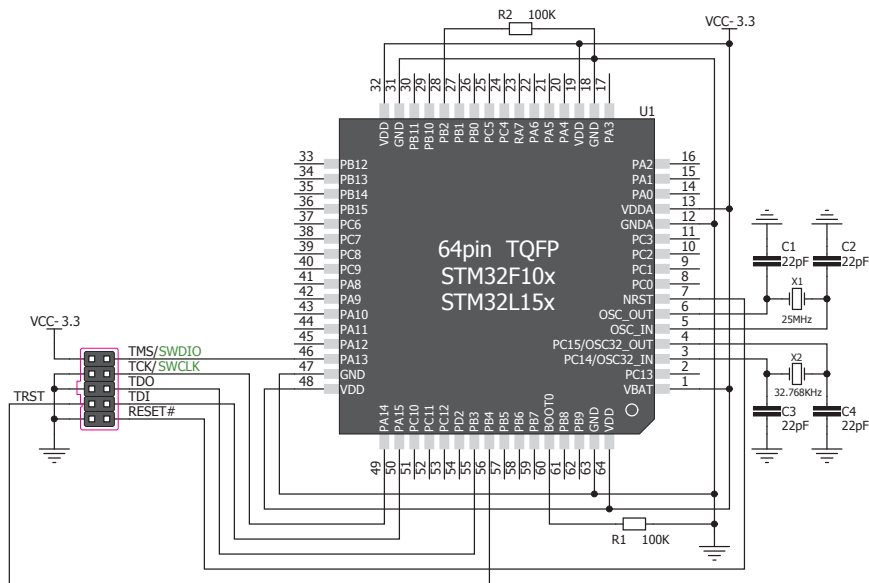 R2 100K
VCC-3.3
32 31 30 29 28 27 26 25 24 23 22 21 20 19 18 17
U1
VDD GND PB11 PB10 PB2 PB1 PB0 PC5 PC4 RA7 PA6 PA5 PA4 VDD GND PA3
33 PB12
34 PB13
35 PB14
36 PB15
37 PC6
38 PC7
39 PC8
40 PC9
41 PA8
42 PA9
43 PA10
44 PA11
45 PA12
46 PA13
47 GND
48 VDD
64pin TQFP
STM32F10x
STM32L15x
PA2 16
PA1 15
PA0 14
VDDA 13
GNDA 12
PC3 11
PC2 10
PC1 9
PC0 8
NRST 7
OSC_OUT 6
OSC_IN 5
PC15/OSC32_OUT 4
PC14/OSC32_IN 3
PC13 2
VBAT 1
C1
22pF
C2
22pF
X1
25MHz
X2
32.768KHz
C3
22pF
C4
22pF
VCC-3.3
TMS/SWDIO
TCK/SWCLK
TDO
TRST
TDI
RESET#
PA14 PA15 PC10 PC11 PC12 PD2 PB3 PB4 PB5 PB6 PB7 BOOT0 PB8 PB9 GND VDD
49 50 51 52 53 54 55 56 57 58 59 60 61 62 63 64
R1 100K